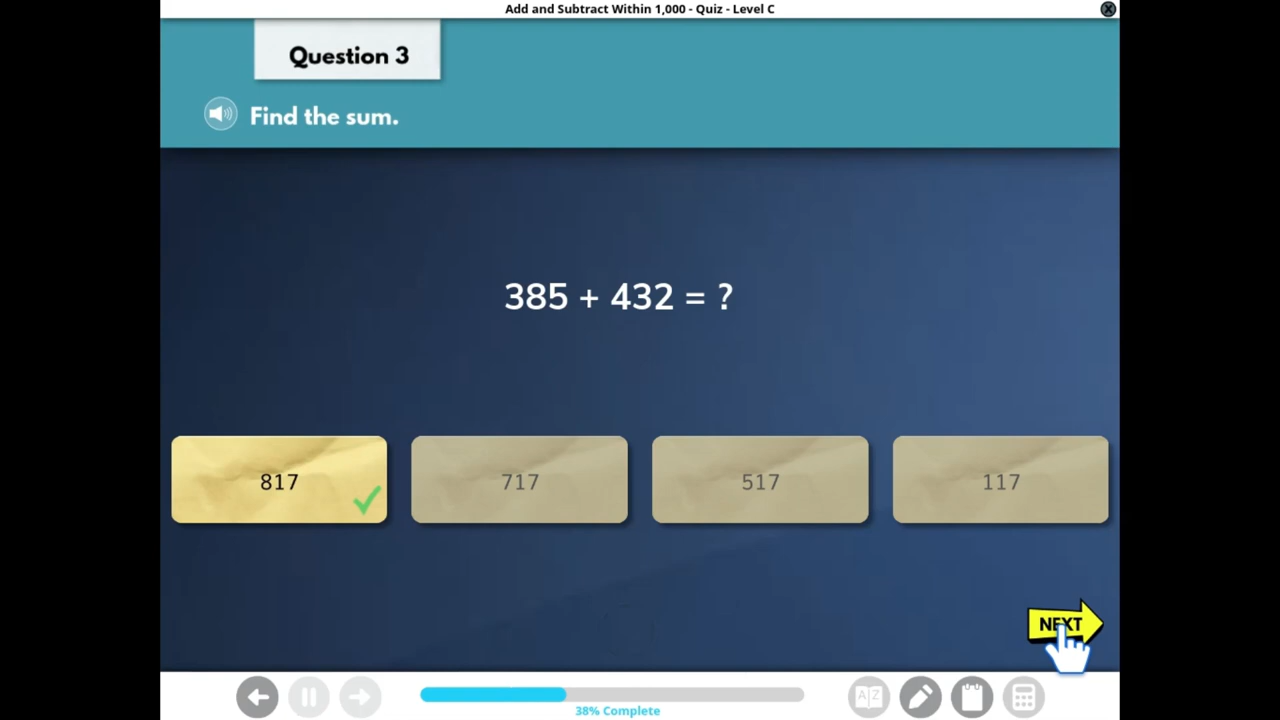 Add and Subtract Within 1,000 - Quiz - Level C
Question 3
Find the sum.
385 + 432 = ?
817 717 517 117
NEXT
38% Complete
AZ